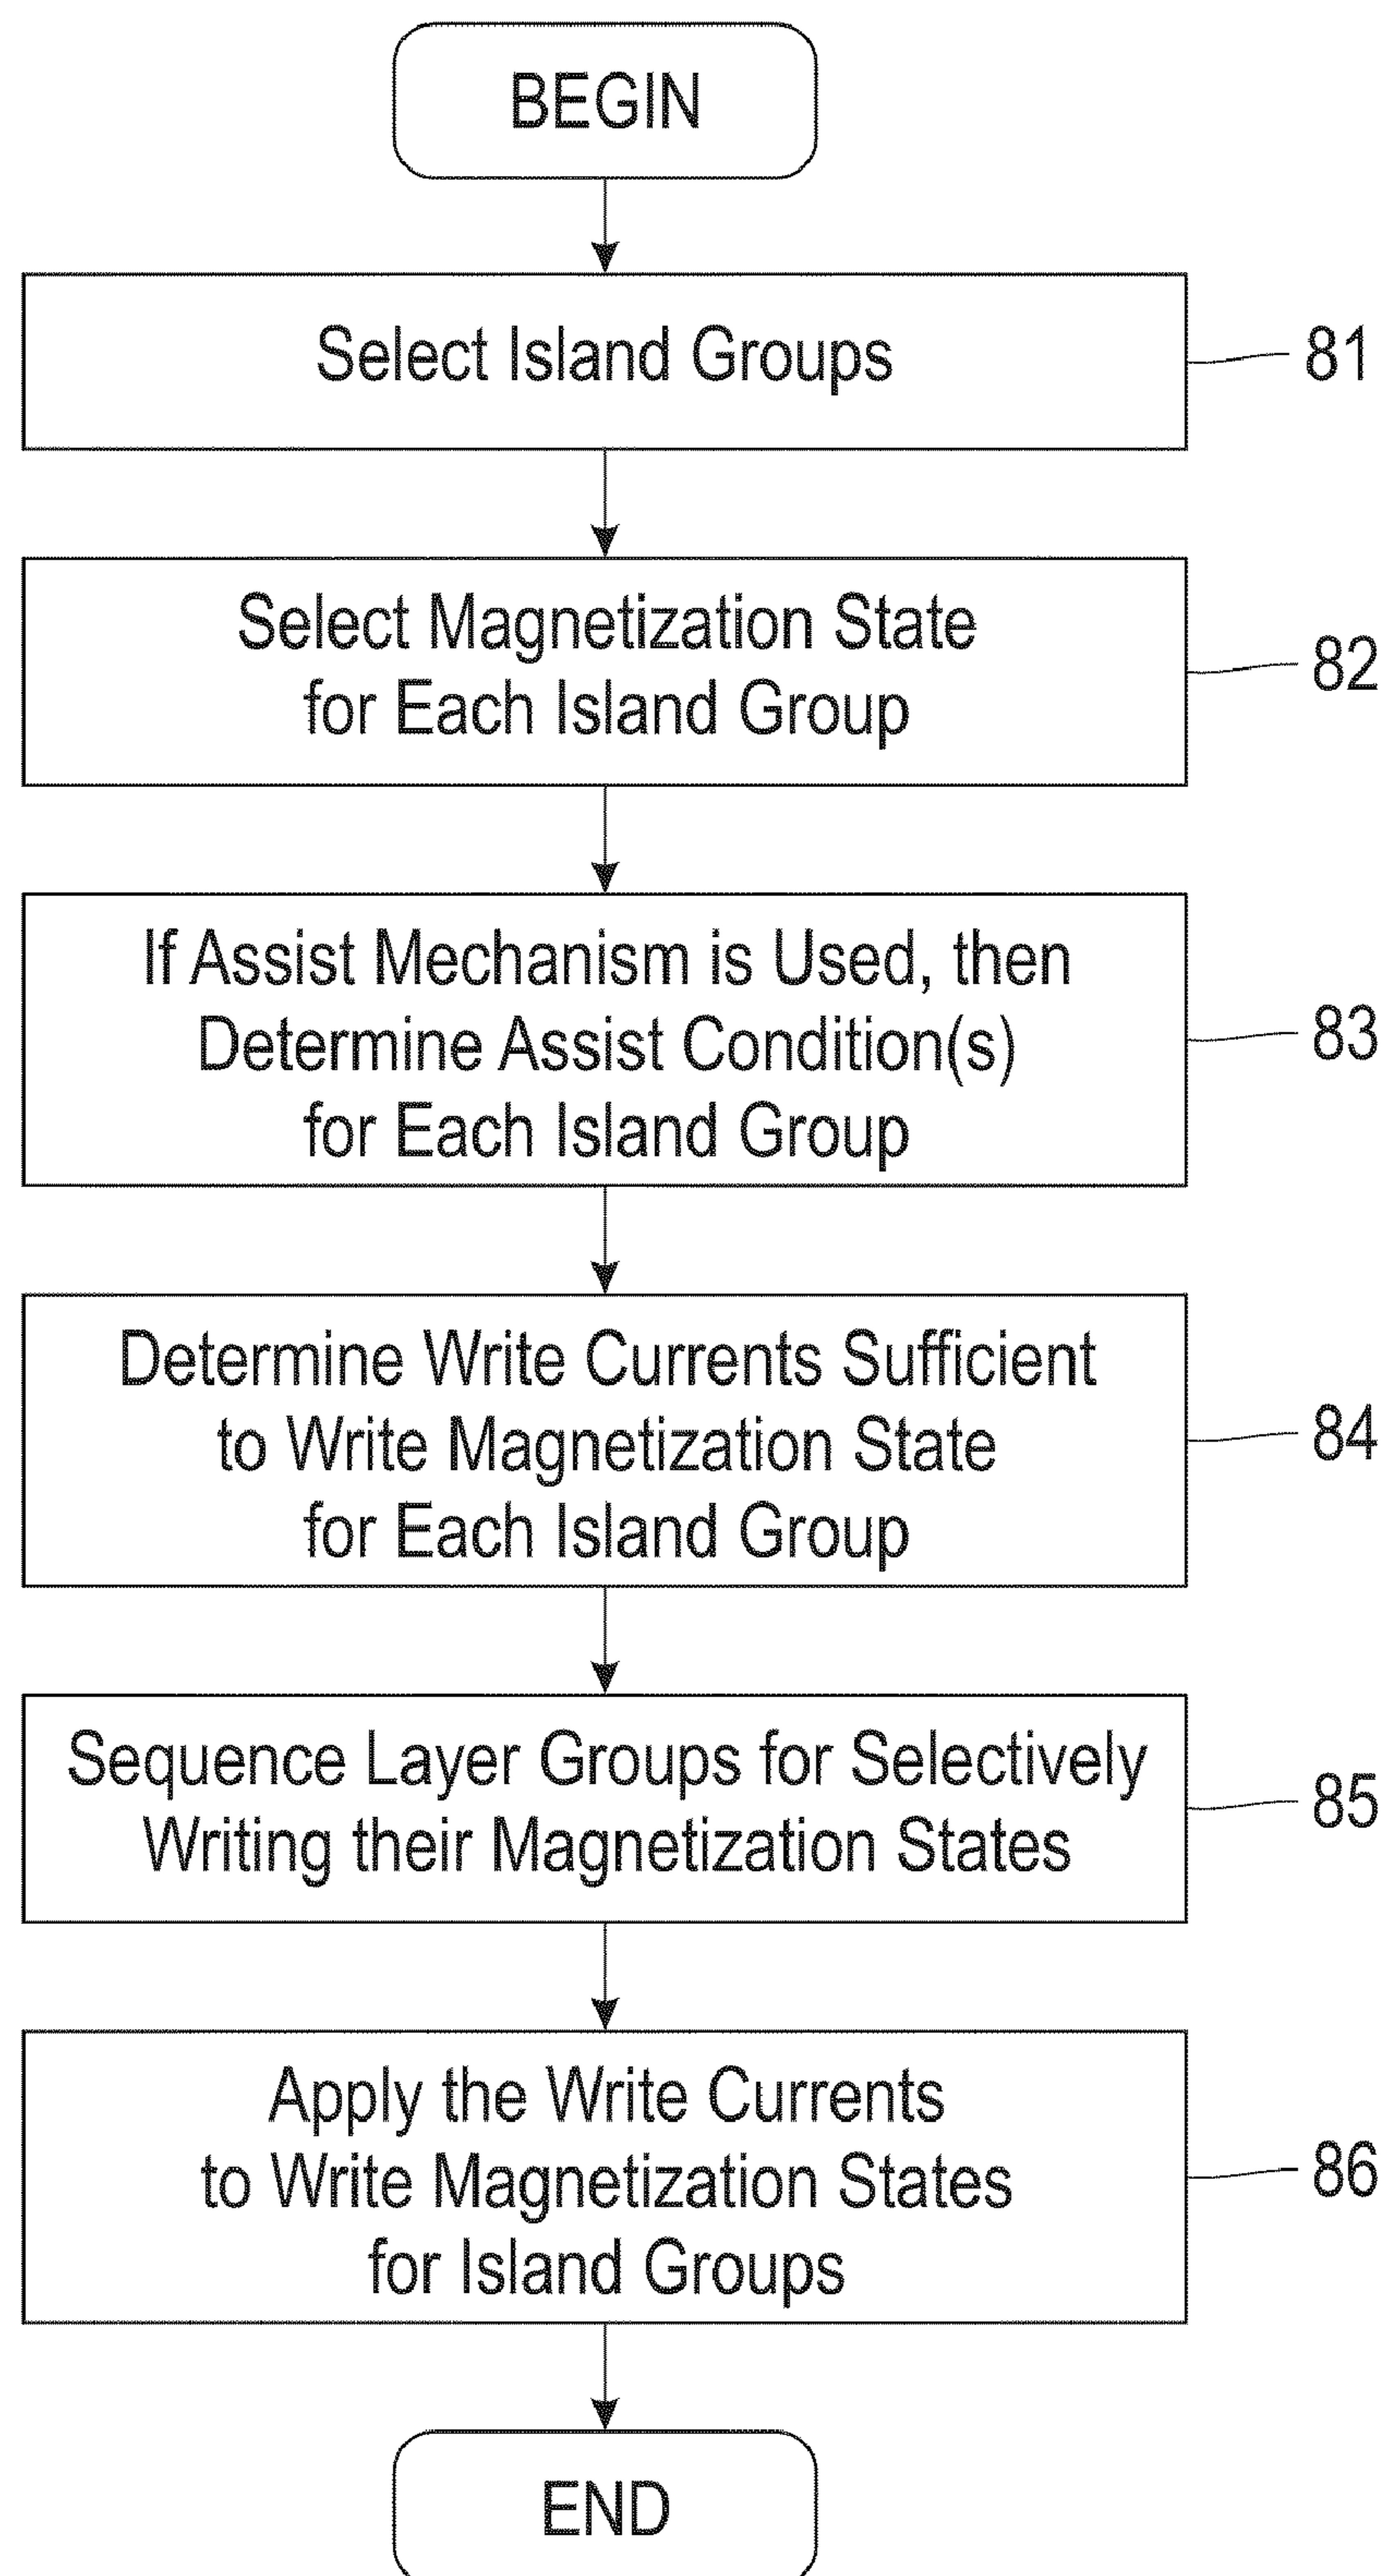 BEGIN
Select Island Groups
81
Select Magnetization State
for Each Island Group
82
If Assist Mechanism is Used, then
Determine Assist Condition(s)
for Each Island Group
83
Determine Write Currents Sufficient
to Write Magnetization State
for Each Island Group
84
Sequence Layer Groups for Selectively
Writing their Magnetization States
85
Apply the Write Currents
to Write Magnetization States
for Island Groups
86
END